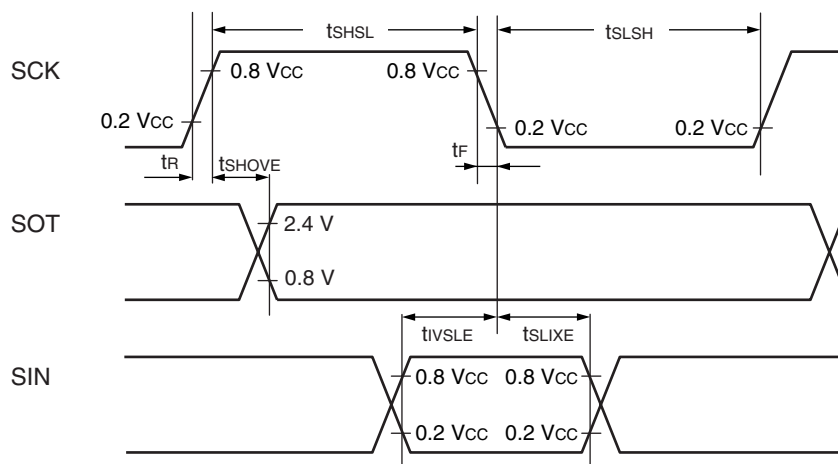 tSHSL
tSLSH
SCK
0.8 VCC
0.8 VCC
0.2 VCC
0.2 VCC
0.2 VCC
tR
tSHOVE
tF
SOT
2.4 V
0.8 V
tIVSLE
tSLIXE
SIN
0.8 VCC
0.8 VCC
0.2 VCC
0.2 VCC